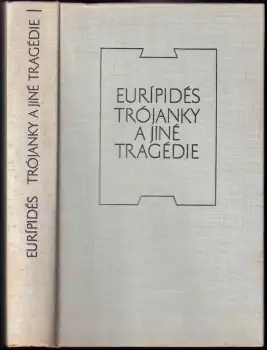 EURÍPIDÉS TRÓJANKY A JINÉ TRAGÉDIE
EURÍPIDÉS
TRÓJANKY
A JINÉ
TRAGÉDIE